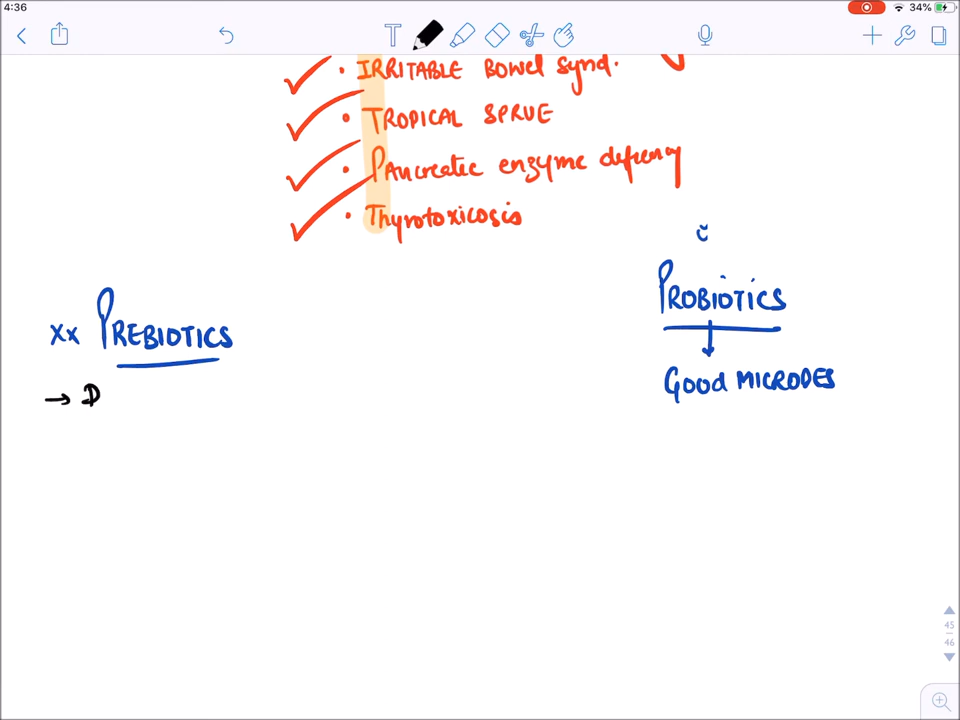 4:36
34%
T
• IRRITABLE Bowel Synd.
• TROPICAL SPRUE
• Pancreatic enzyme defiency
• Thyrotoxicosis
PROBIOTICS
xx PREBIOTICS
Good MICROBES
→ D
45
46